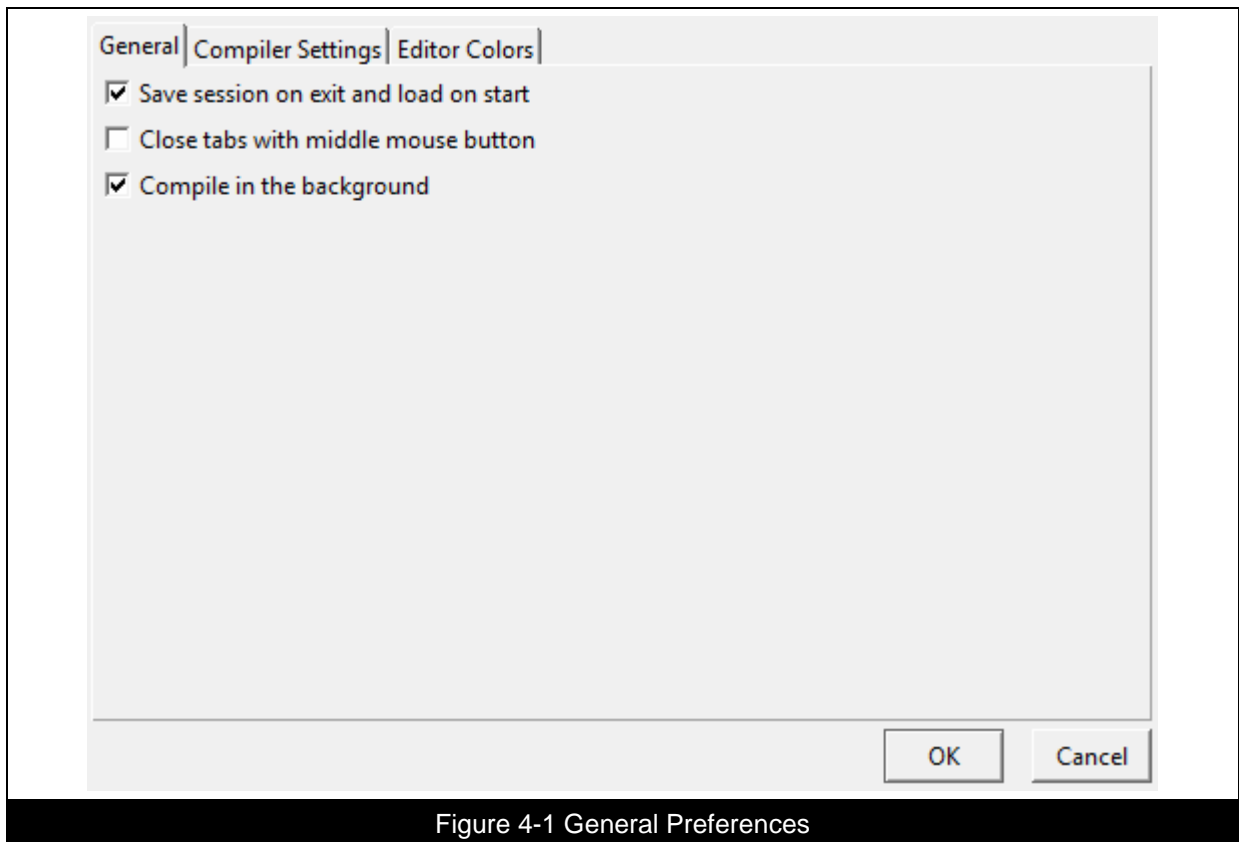 General Compiler Settings Editor Colors
Save session on exit and load on start
Close tabs with middle mouse button
Compile in the background
OK Cancel
Figure 4-1 General Preferences